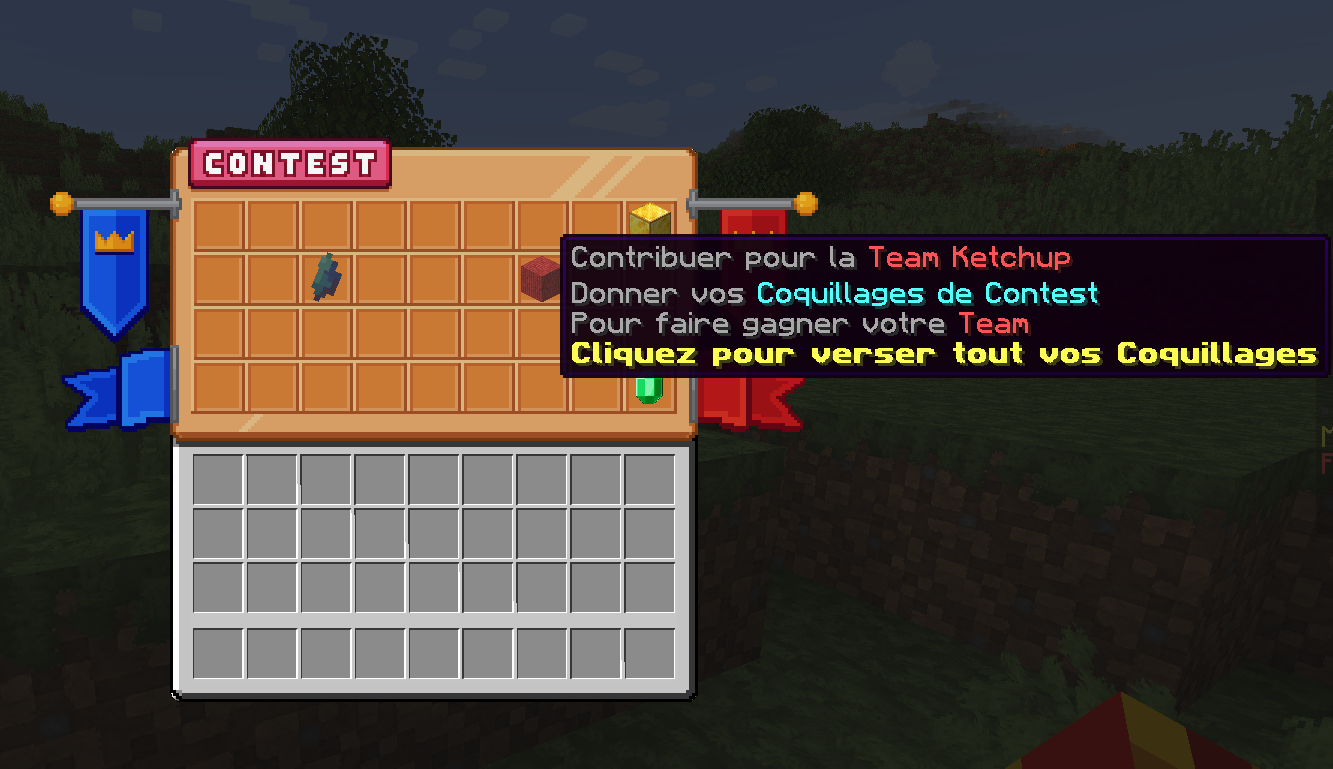 CONTEST
Contribuer pour la Team Ketchup
Donner vos Coquillages de Contest
Pour faire gagner votre Team
Cliquez pour verser tout vos Coquillages